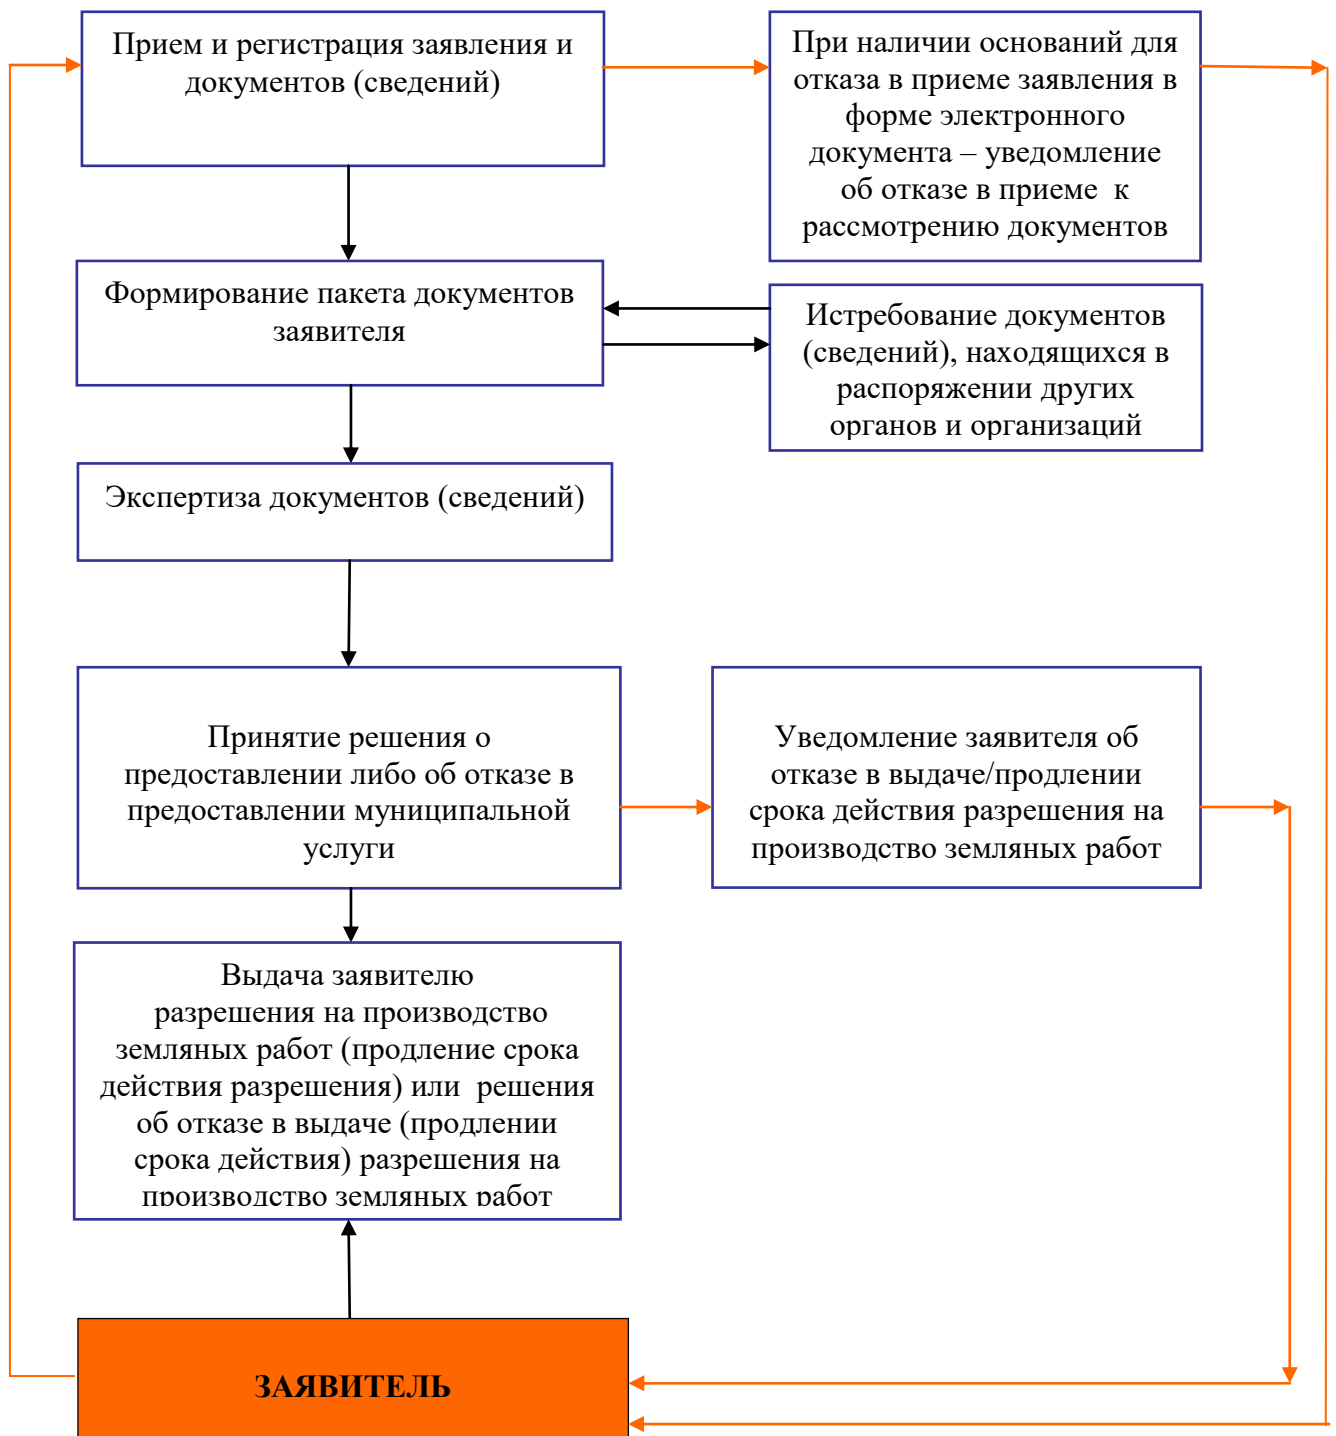 Прием и регистрация заявления и
документов (сведений)
При наличии оснований для
отказа в приеме заявления в
форме электронного
документа – уведомление
об отказе в приеме  к
рассмотрению документов
Формирование пакета документов
заявителя
Истребование документов
(сведений), находящихся в
распоряжении других
органов и организаций
Экспертиза документов (сведений)
Принятие решения о
предоставлении либо об отказе в
предоставлении муниципальной
услуги
Уведомление заявителя об
отказе в выдаче/продлении
срока действия разрешения на
производство земляных работ
Выдача заявителю
разрешения на производство
земляных работ (продление срока
действия разрешения) или  решения
об отказе в выдаче (продлении
срока действия) разрешения на
производство земляных работ
ЗАЯВИТЕЛЬ